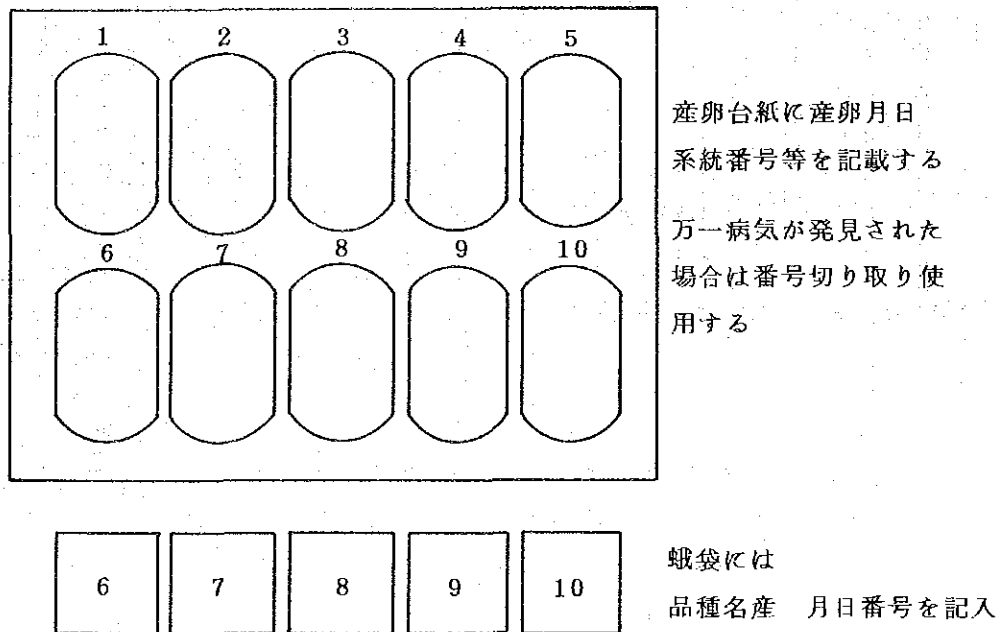 1 2 3 4 5
産卵台紙に産卵月日
系統番号等を記載する
万一病気が発見された
場合は番号切り取り使
用する
6 7 8 9 10
6 7 8 9 10
蛾袋には
品種名産 月日番号を記入